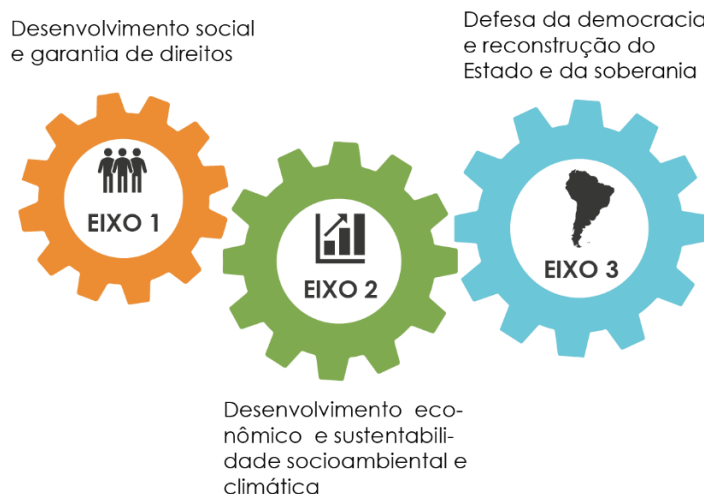 Desenvolvimento social
e garantia de direitos
EIXO 1
EIXO 2
Desenvolvimento eco-
nômico e sustentabili-
dade socioambiental e
climática
Defesa da democracia
e reconstrução do
Estado e da soberania
EIXO 3